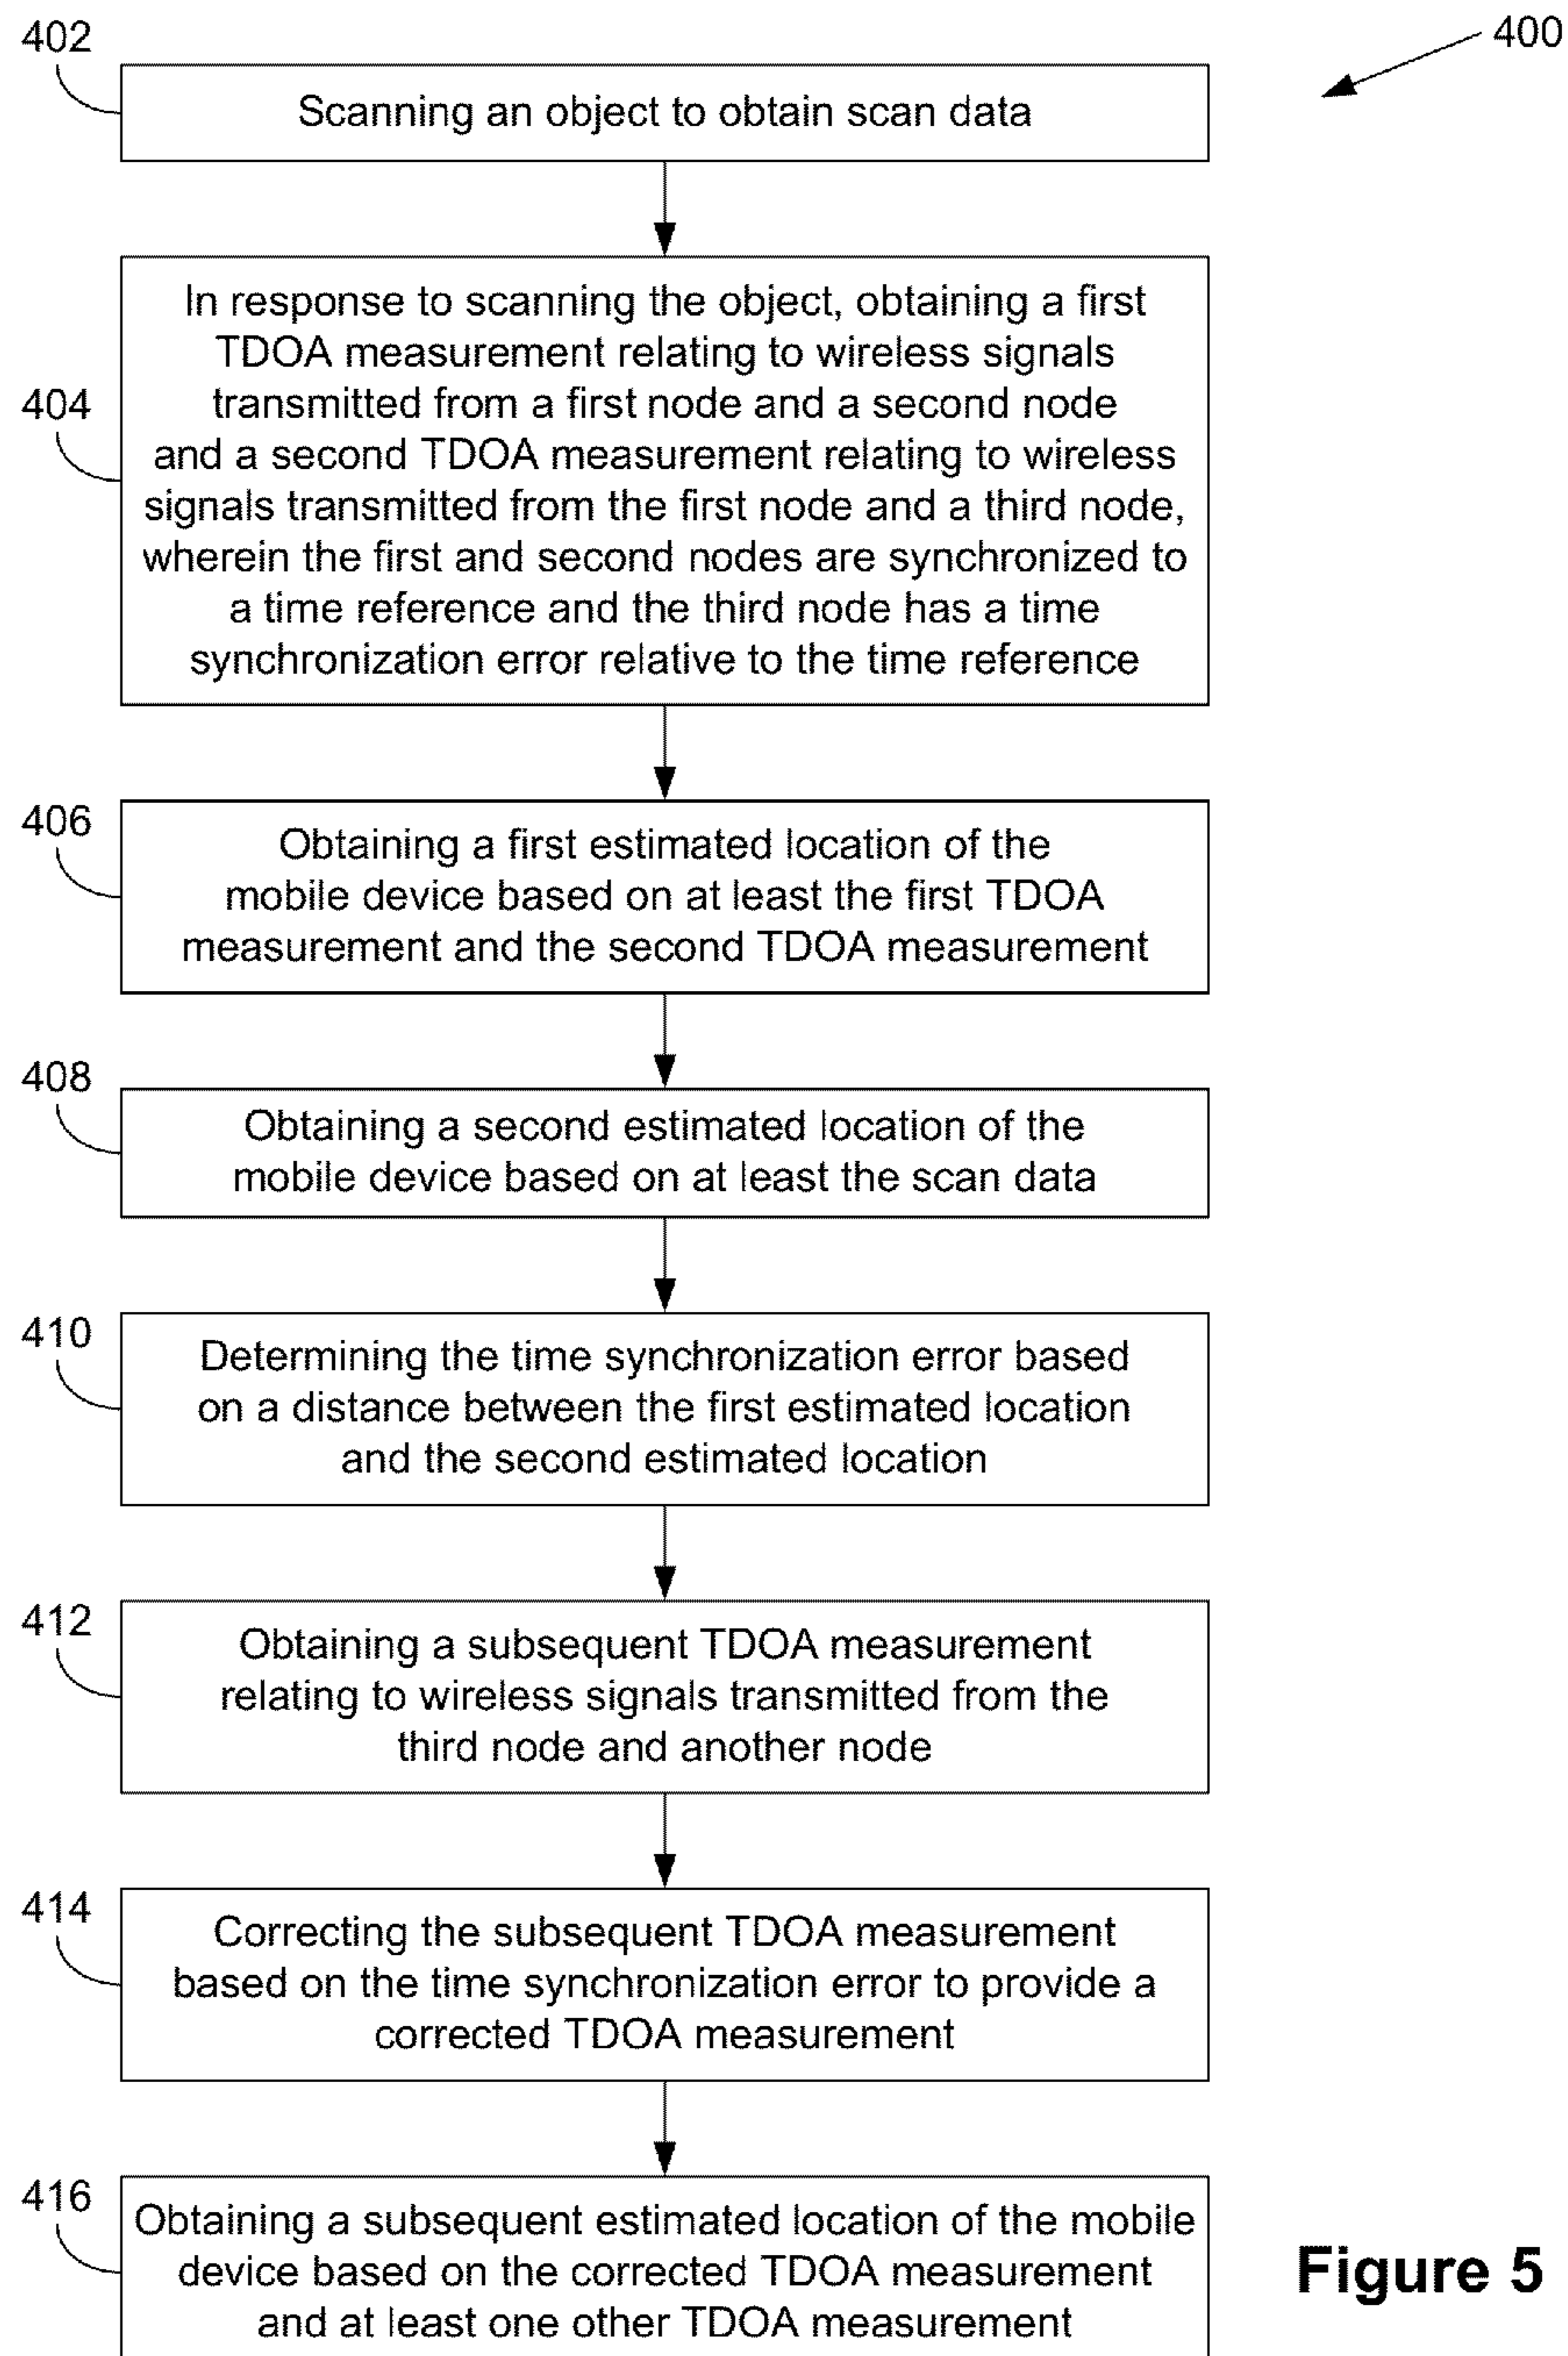 402
400
Scanning an object to obtain scan data
404
In response to scanning the object, obtaining a first
TDOA measurement relating to wireless signals
transmitted from a first node and a second node
and a second TDOA measurement relating to wireless
signals transmitted from the first node and a third node,
wherein the first and second nodes are synchronized to
a time reference and the third node has a time
synchronization error relative to the time reference
406
Obtaining a first estimated location of the
mobile device based on at least the first TDOA
measurement and the second TDOA measurement
408
Obtaining a second estimated location of the
mobile device based on at least the scan data
410
Determining the time synchronization error based
on a distance between the first estimated location
and the second estimated location
412
Obtaining a subsequent TDOA measurement
relating to wireless signals transmitted from the
third node and another node
414
Correcting the subsequent TDOA measurement
based on the time synchronization error to provide a
corrected TDOA measurement
416
Obtaining a subsequent estimated location of the mobile
device based on the corrected TDOA measurement
and at least one other TDOA measurement
Figure 5